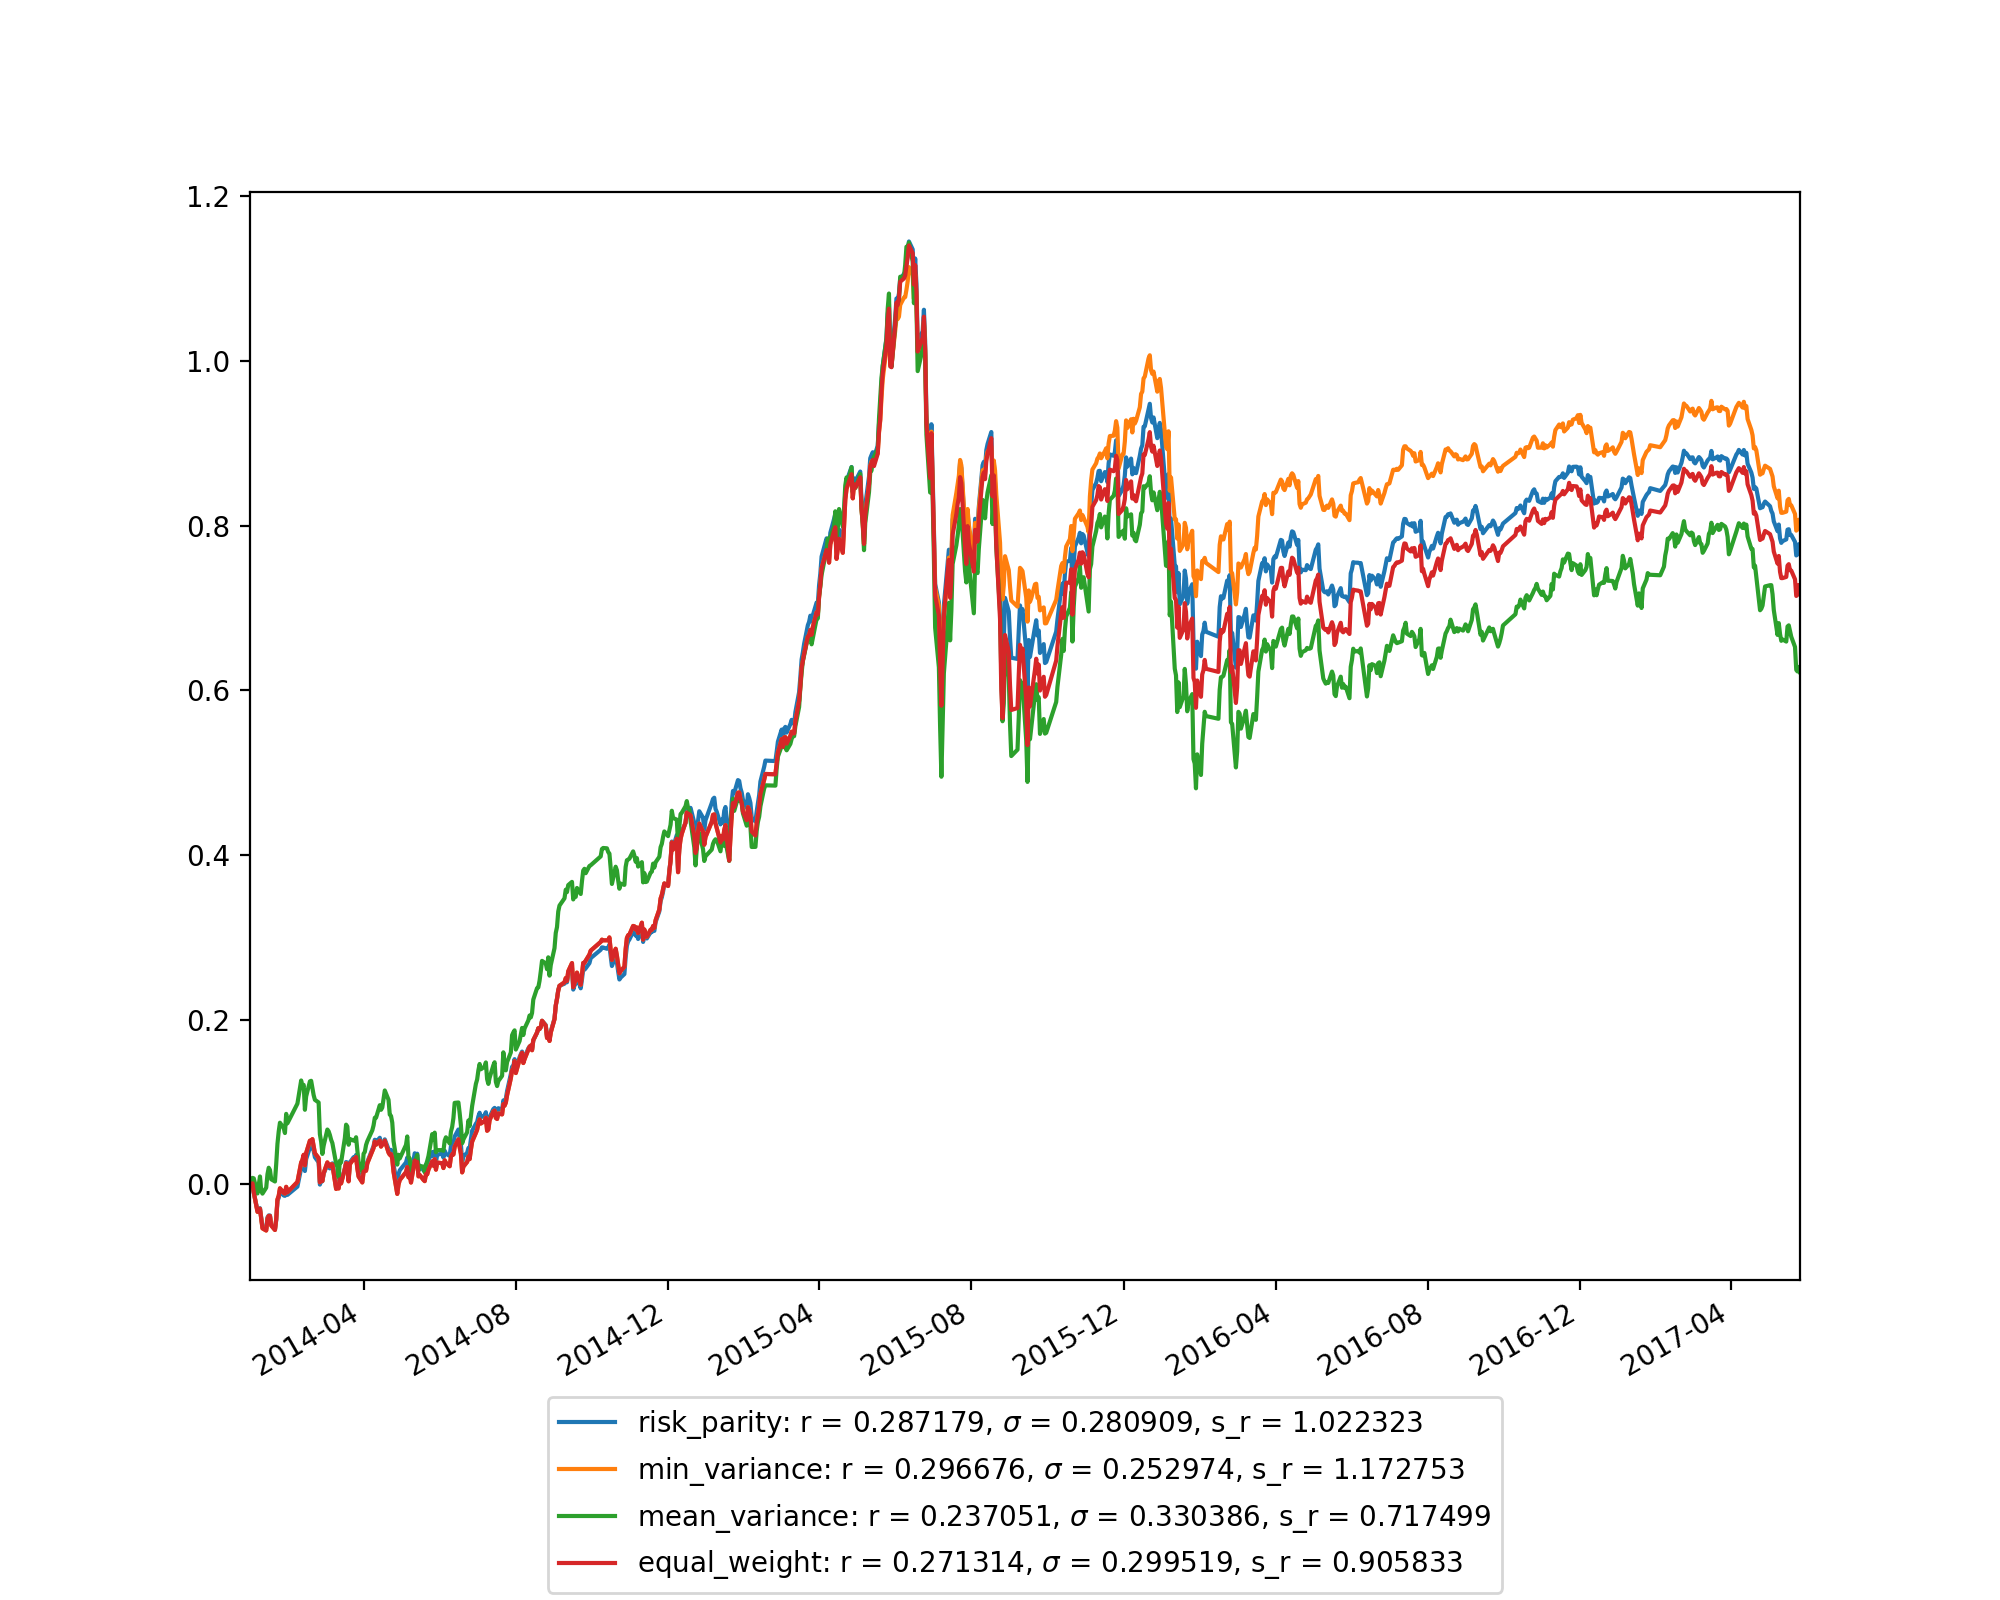 1.2
1.0
0.8
0.6
0.4
0.2
0.0
2014-04 2014-08 2014-12 2015-04 2015-08 2015-12 2016-04 2016-08 2016-12 2017-04
risk_parity: r = 0.287179, σ = 0.280909, s_r = 1.022323
min_variance: r = 0.296676, σ = 0.252974, s_r = 1.172753
mean_variance: r = 0.237051, σ = 0.330386, s_r = 0.717499
equal_weight: r = 0.271314, σ = 0.299519, s_r = 0.905833